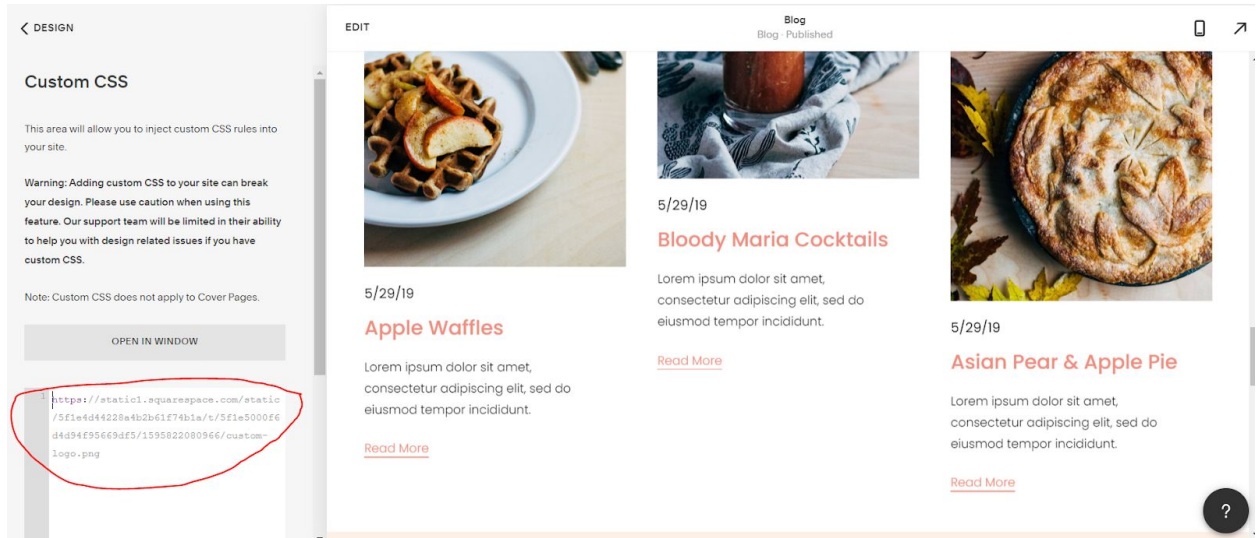 DESIGN
Custom CSS
This area will allow you to inject custom CSS rules into
your site.
Warning: Adding custom CSS to your site can break
your design. Please use caution when using this
feature. Our support team will be limited in their ability
to help you with design related issues if you have
custom CSS.
Note: Custom CSS does not apply to Cover Pages.
OPEN IN WINDOW
1
https://static1.squarespace.com/static
/5f1e4d44228a4b2b61f74b1a/t/5f1e5000f6
d4d94f95669df5/1595822080966/custom-
logo.png
EDIT
Blog
Blog · Published
5/29/19
Apple Waffles
Lorem ipsum dolor sit amet,
consectetur adipiscing elit, sed do
eiusmod tempor incididunt.
Read More
5/29/19
Bloody Maria Cocktails
Lorem ipsum dolor sit amet,
consectetur adipiscing elit, sed do
eiusmod tempor incididunt.
Read More
5/29/19
Asian Pear & Apple Pie
Lorem ipsum dolor sit amet,
consectetur adipiscing elit, sed do
eiusmod tempor incididunt.
Read More
?